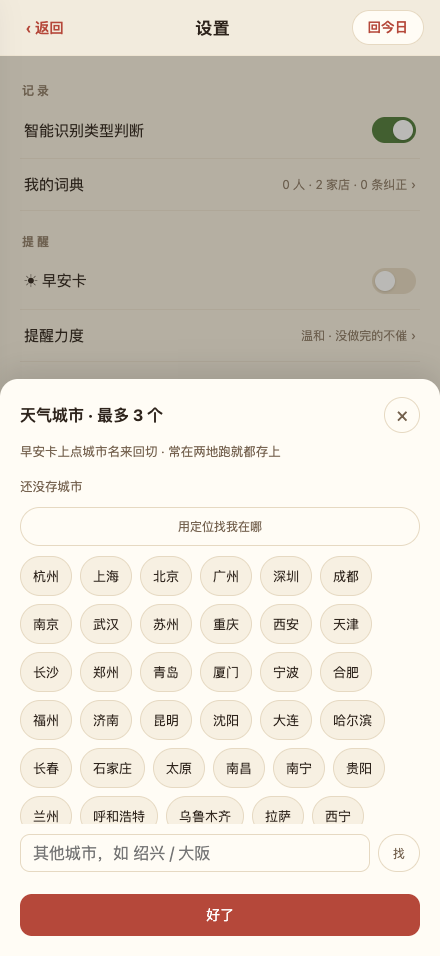 ‹ 返回
设置
回今日
记录
智能识别类型判断
我的词典
0 人 · 2 家店 · 0 条纠正 ›
提醒
☀ 早安卡
提醒力度
温和 · 没做完的不催 ›
天气城市 · 最多 3 个
×
早安卡上点城市名来回切 · 常在两地跑就都存上
还没存城市
用定位找我在哪
杭州 上海 北京 广州 深圳 成都
南京 武汉 苏州 重庆 西安 天津
长沙 郑州 青岛 厦门 宁波 合肥
福州 济南 昆明 沈阳 大连 哈尔滨
长春 石家庄 太原 南昌 南宁 贵阳
兰州 呼和浩特 乌鲁木齐 拉萨 西宁
其他城市，如 绍兴 / 大阪
找
好了